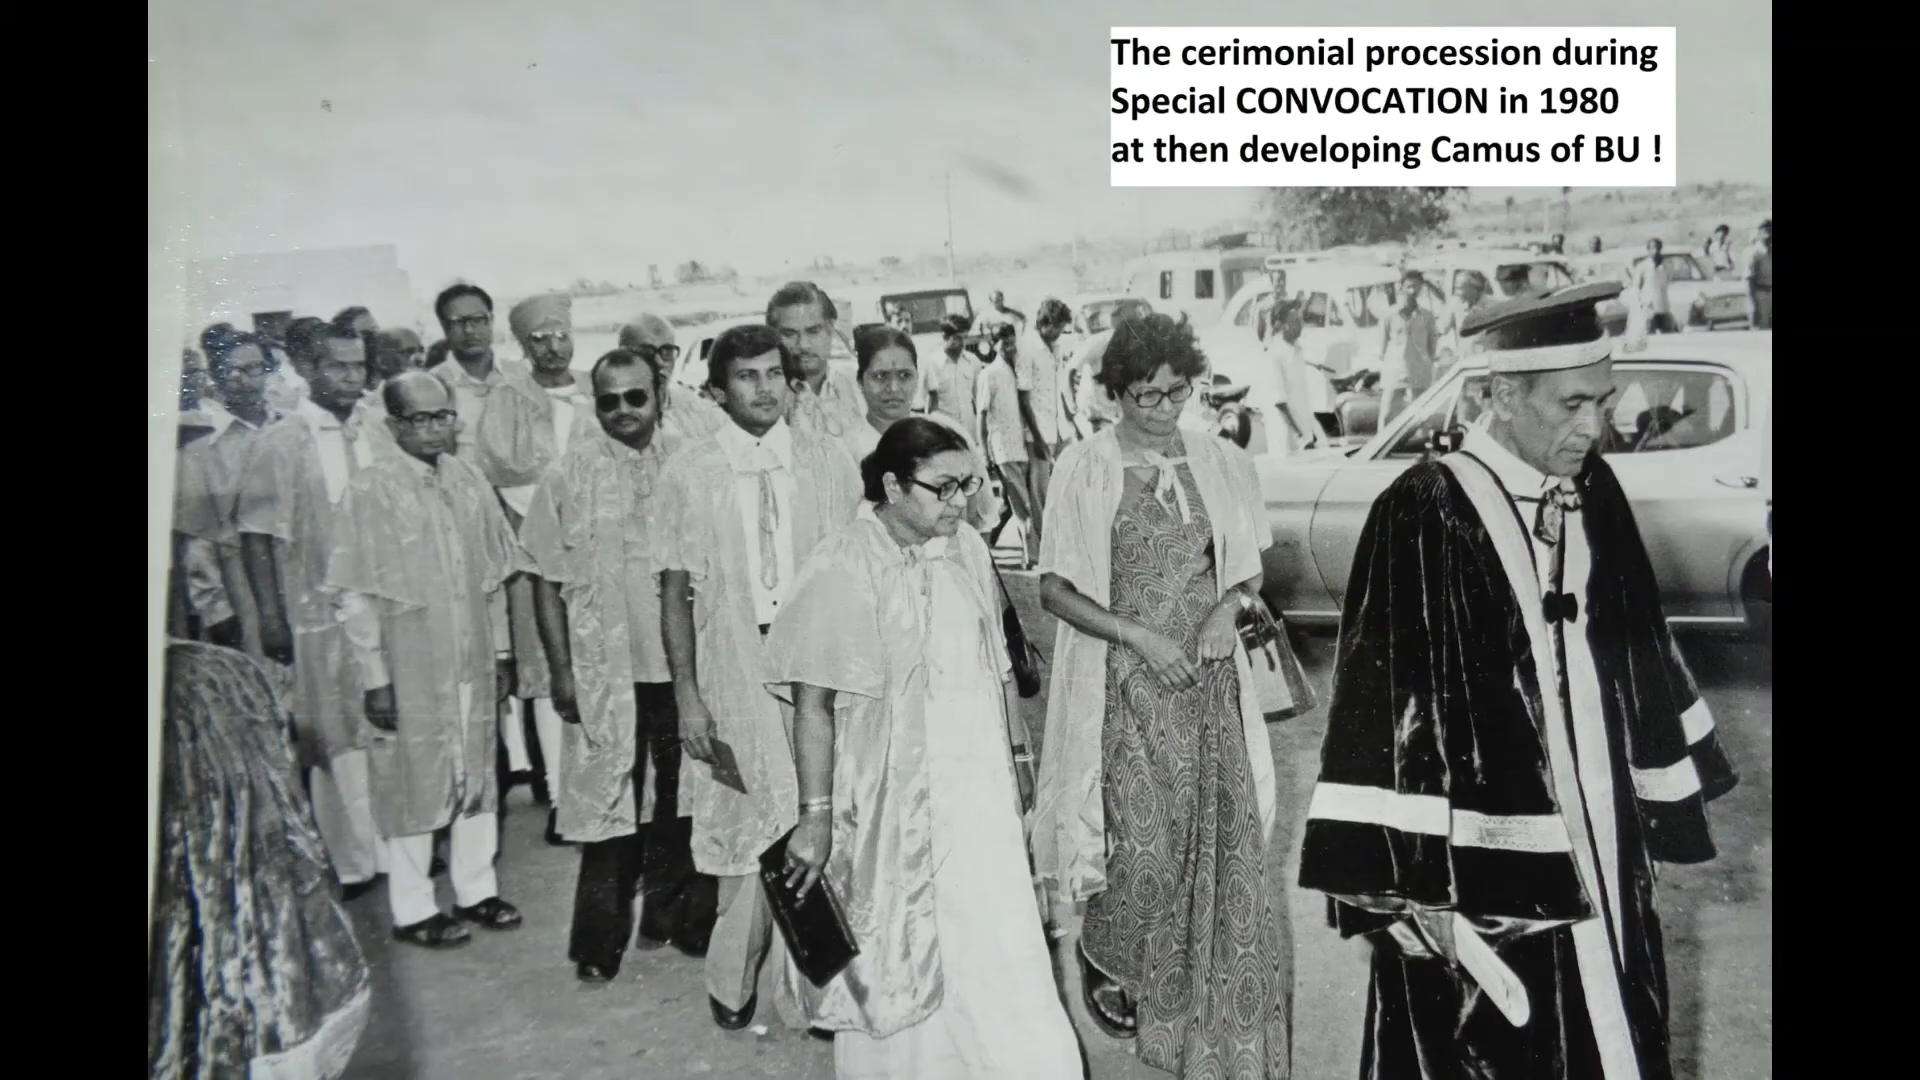 The cerimonial procession during
Special CONVOCATION in 1980
at then developing Camus of BU !